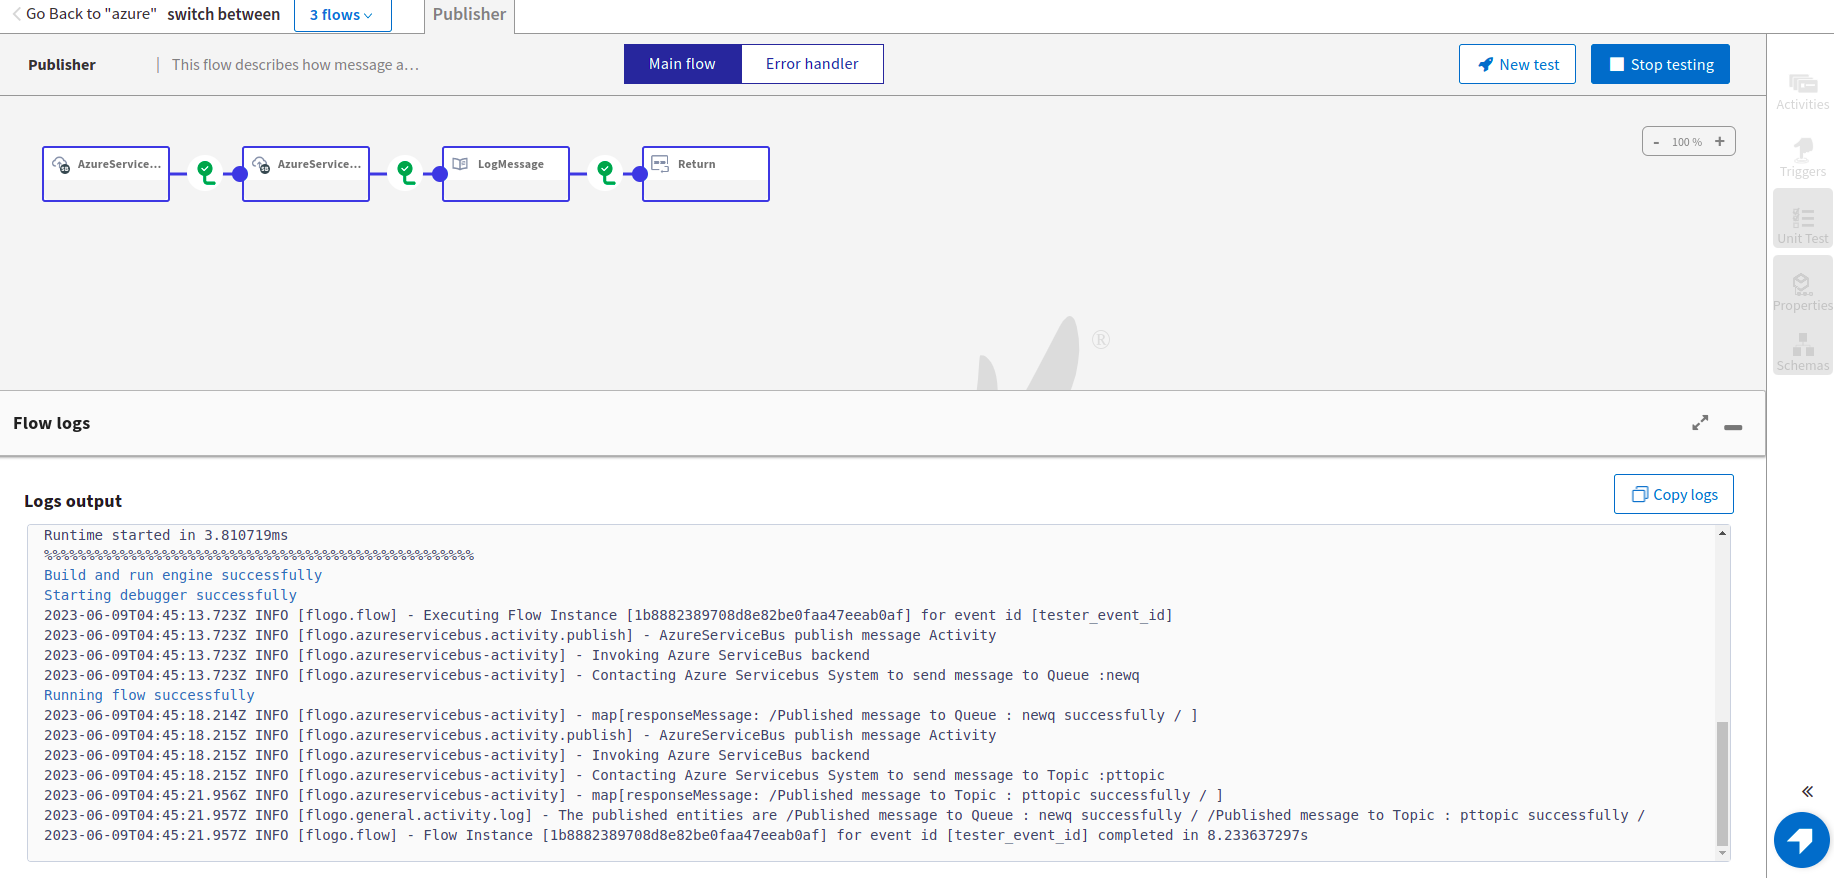 Go Back to "azure" switch between 3 flows Publisher
Publisher | This flow describes how message a… Main flow Error handler New test Stop testing
Activities
Triggers
Unit Test
Properties
Schemas
- 100 % +
AzureService... AzureService... LogMessage Return
SB SB
®
Flow logs
Logs output Copy logs
Runtime started in 3.810719ms
%%%%%%%%%%%%%%%%%%%%%%%%%%%%%%%%%%%%%%%%%%%%%%%%%%%
Build and run engine successfully
Starting debugger successfully
2023-06-09T04:45:13.723Z INFO [flogo.flow] - Executing Flow Instance [1b8882389708d8e82be0faa47eeab0af] for event id [tester_event_id]
2023-06-09T04:45:13.723Z INFO [flogo.azureservicebus.activity.publish] - AzureServiceBus publish message Activity
2023-06-09T04:45:13.723Z INFO [flogo.azureservicebus-activity] - Invoking Azure ServiceBus backend
2023-06-09T04:45:13.723Z INFO [flogo.azureservicebus-activity] - Contacting Azure Servicebus System to send message to Queue :newq
Running flow successfully
2023-06-09T04:45:18.214Z INFO [flogo.azureservicebus-activity] - map[responseMessage: /Published message to Queue : newq successfully / ]
2023-06-09T04:45:18.215Z INFO [flogo.azureservicebus.activity.publish] - AzureServiceBus publish message Activity
2023-06-09T04:45:18.215Z INFO [flogo.azureservicebus-activity] - Invoking Azure ServiceBus backend
2023-06-09T04:45:18.215Z INFO [flogo.azureservicebus-activity] - Contacting Azure Servicebus System to send message to Topic :pttopic
2023-06-09T04:45:21.956Z INFO [flogo.azureservicebus-activity] - map[responseMessage: /Published message to Topic : pttopic successfully / ]
2023-06-09T04:45:21.957Z INFO [flogo.general.activity.log] - The published entities are /Published message to Queue : newq successfully / /Published message to Topic : pttopic successfully /
2023-06-09T04:45:21.957Z INFO [flogo.flow] - Flow Instance [1b8882389708d8e82be0faa47eeab0af] for event id [tester_event_id] completed in 8.233637297s